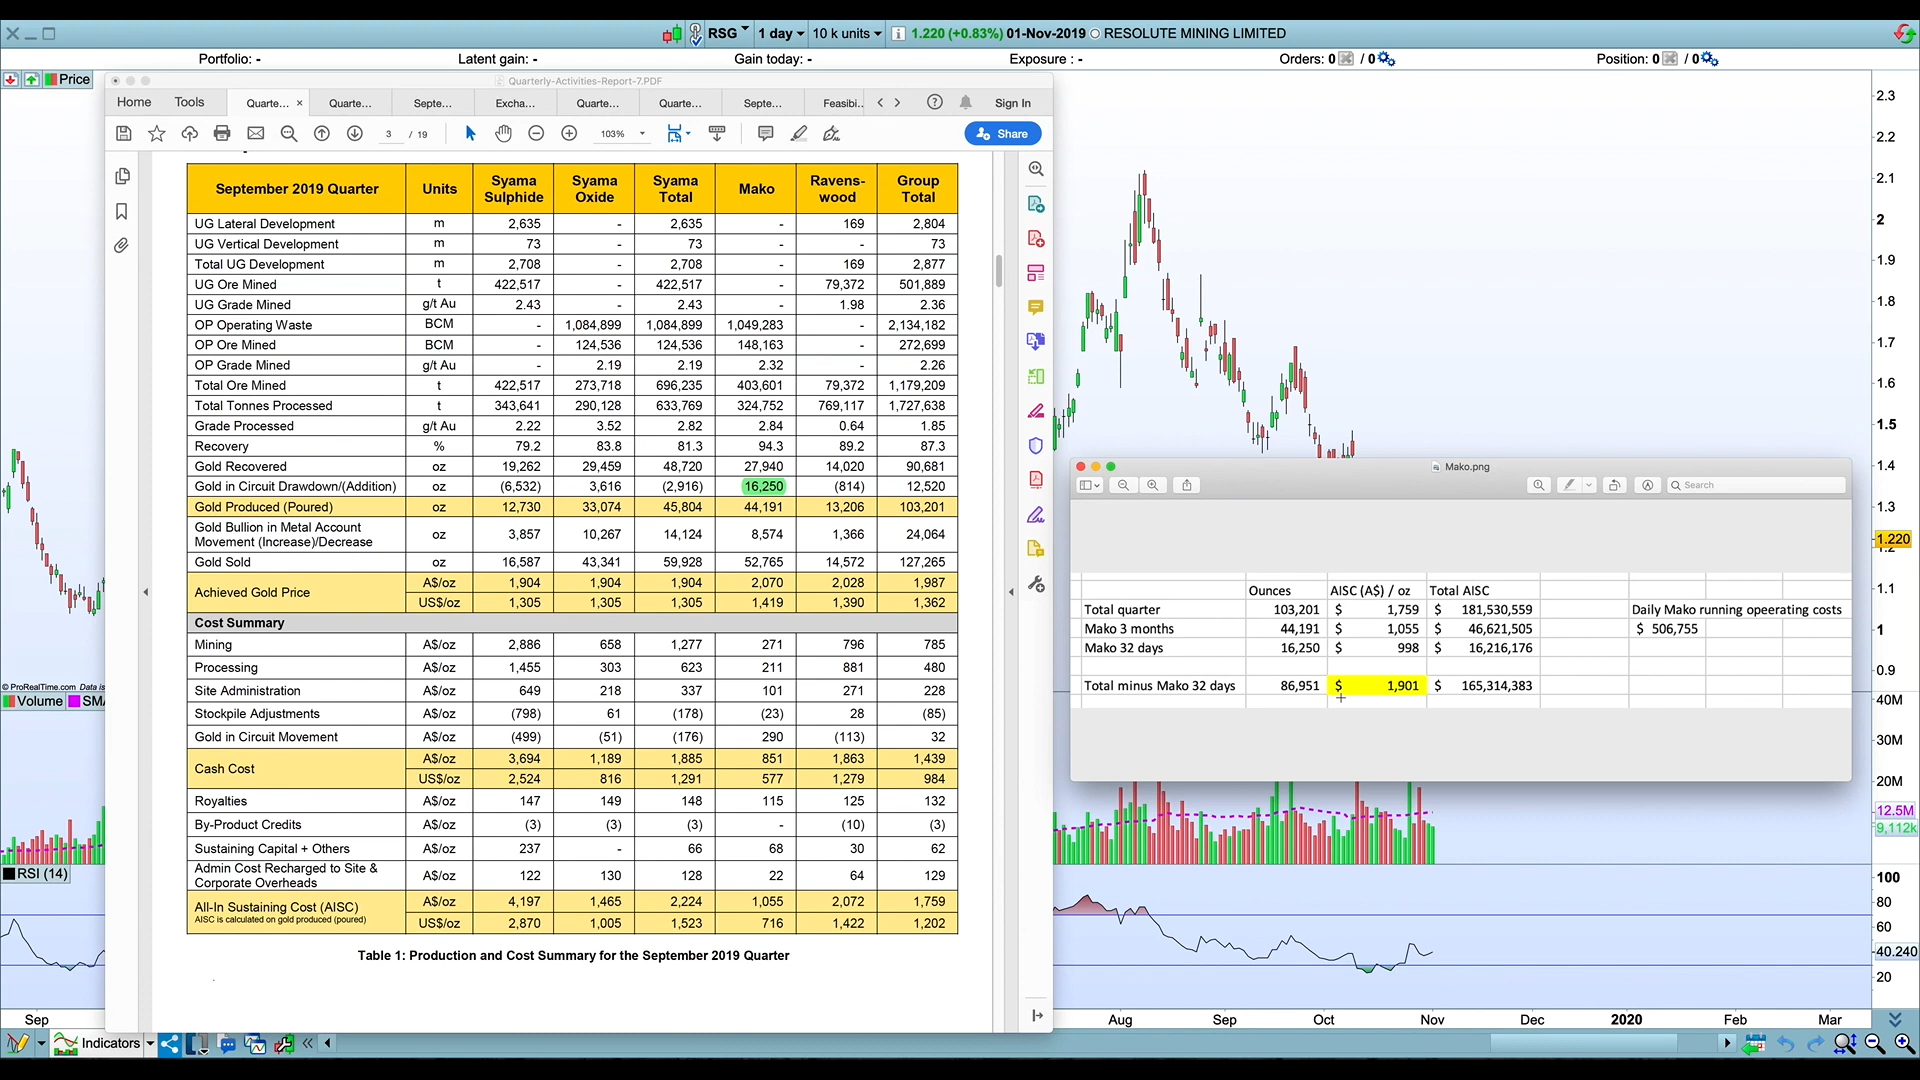 RSG 1 day 10 k units 1.220 (+0.83%) 01-Nov-2019 RESOLUTE MINING LIMITED
Portfolio: - Latent gain: - Gain today: - Exposure : - Orders: 0 / 0 Position: 0 / 0
Price
Quarterly-Activities-Report-7.PDF
Home Tools Quarte... × Quarte... Septe... Excha... Quarte... Quarte... Septe... Feasibi.. Sign In
3 / 19 103% Share
September 2019 Quarter Units Syama Sulphide Syama Oxide Syama Total Mako Ravens-wood Group Total
UG Lateral Development m 2,635 - 2,635 - 169 2,804
UG Vertical Development m 73 - 73 - - 73
Total UG Development m 2,708 - 2,708 - 169 2,877
UG Ore Mined t 422,517 - 422,517 - 79,372 501,889
UG Grade Mined g/t Au 2.43 - 2.43 - 1.98 2.36
OP Operating Waste BCM - 1,084,899 1,084,899 1,049,283 - 2,134,182
OP Ore Mined BCM - 124,536 124,536 148,163 - 272,699
OP Grade Mined g/t Au - 2.19 2.19 2.32 - 2.26
Total Ore Mined t 422,517 273,718 696,235 403,601 79,372 1,179,209
Total Tonnes Processed t 343,641 290,128 633,769 324,752 769,117 1,727,638
Grade Processed g/t Au 2.22 3.52 2.82 2.84 0.64 1.85
Recovery % 79.2 83.8 81.3 94.3 89.2 87.3
Gold Recovered oz 19,262 29,459 48,720 27,940 14,020 90,681
Gold in Circuit Drawdown/(Addition) oz (6,532) 3,616 (2,916) 16,250 (814) 12,520
Gold Produced (Poured) oz 12,730 33,074 45,804 44,191 13,206 103,201
Gold Bullion in Metal Account
Movement (Increase)/Decrease oz 3,857 10,267 14,124 8,574 1,366 24,064
Gold Sold oz 16,587 43,341 59,928 52,765 14,572 127,265
Achieved Gold Price A$/oz 1,904 1,904 1,904 2,070 2,028 1,987
US$/oz 1,305 1,305 1,305 1,419 1,390 1,362
Cost Summary
Mining A$/oz 2,886 658 1,277 271 796 785
Processing A$/oz 1,455 303 623 211 881 480
Site Administration A$/oz 649 218 337 101 271 228
Stockpile Adjustments A$/oz (798) 61 (178) (23) 28 (85)
Gold in Circuit Movement A$/oz (499) (51) (176) 290 (113) 32
Cash Cost A$/oz 3,694 1,189 1,885 851 1,863 1,439
US$/oz 2,524 816 1,291 577 1,279 984
Royalties A$/oz 147 149 148 115 125 132
By-Product Credits A$/oz (3) (3) (3) - (10) (3)
Sustaining Capital + Others A$/oz 237 - 66 68 30 62
Admin Cost Recharged to Site &
Corporate Overheads A$/oz 122 130 128 22 64 129
All-In Sustaining Cost (AISC) A$/oz 4,197 1,465 2,224 1,055 2,072 1,759
AISC is calculated on gold produced (poured) US$/oz 2,870 1,005 1,523 716 1,422 1,202
Table 1: Production and Cost Summary for the September 2019 Quarter
Mako.png
Search
Ounces AISC (A$) / oz Total AISC
Total quarter 103,201 $ 1,759 $ 181,530,559 Daily Mako running opeerating costs
Mako 3 months 44,191 $ 1,055 $ 46,621,505 $ 506,755
Mako 32 days 16,250 $ 998 $ 16,216,176
Total minus Mako 32 days 86,951 $ 1,901 $ 165,314,383
2.3
2.2
2.1
2
1.9
1.8
1.7
1.6
1.5
1.4
1.3
1.220
1.1
1
0.9
© ProRealTime.com Data is
Volume SMA
40M
30M
20M
12.5M
9,112k
RSI (14)
100
80
60
40.240
20
Sep Aug Sep Oct Nov Dec 2020 Feb Mar
Indicators